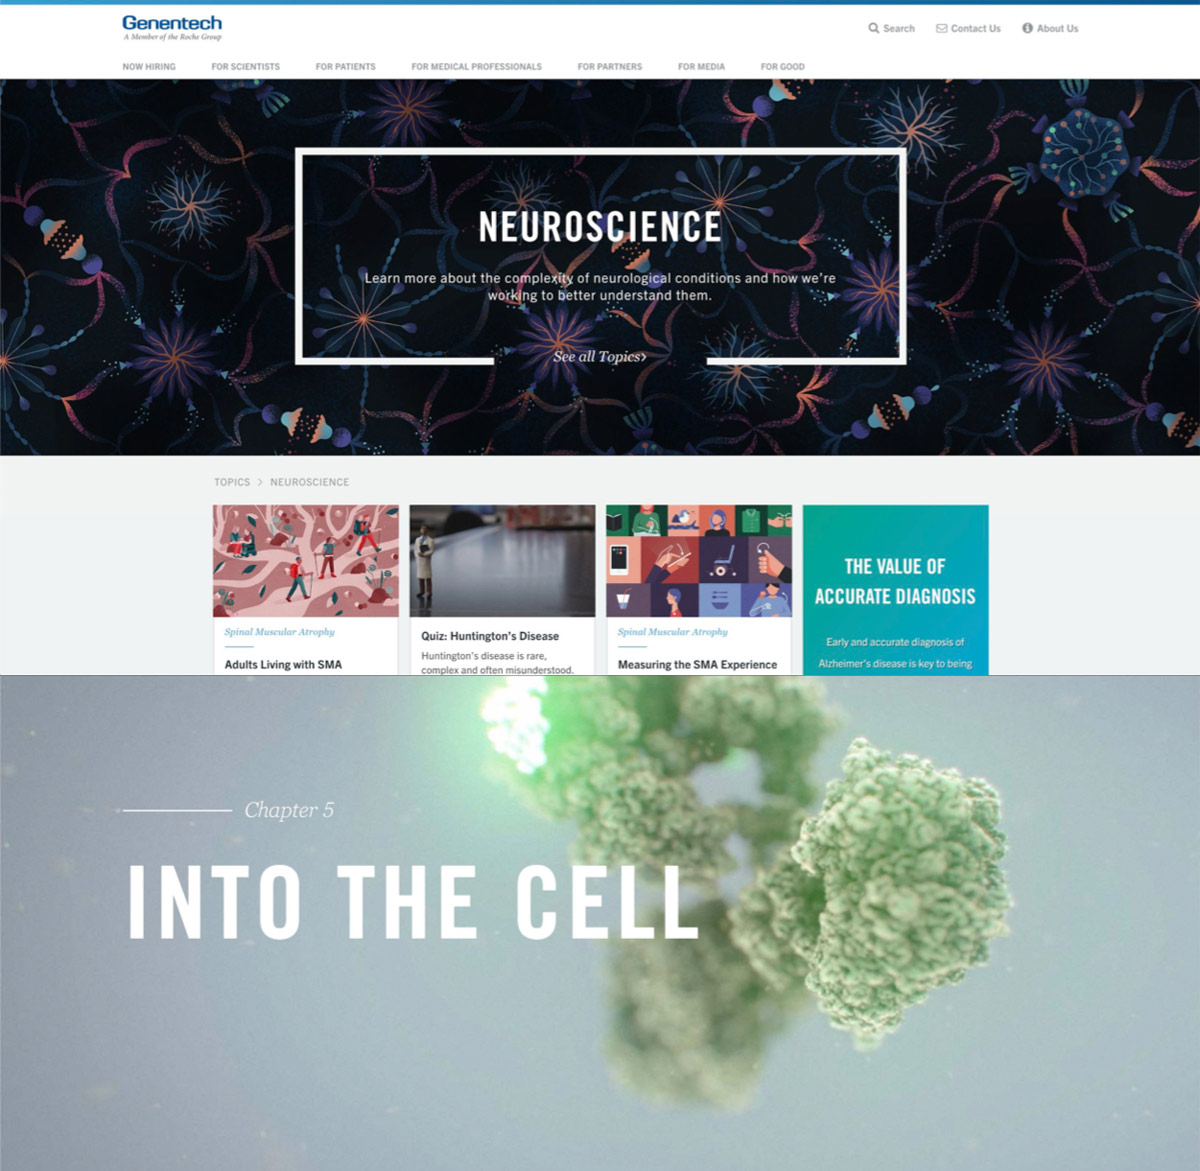 Genentech
A Member of the Roche Group
Search
Contact Us
About Us
NOW HIRING
FOR SCIENTISTS
FOR PATIENTS
FOR MEDICAL PROFESSIONALS
FOR PARTNERS
FOR MEDIA
FOR GOOD
NEUROSCIENCE
Learn more about the complexity of neurological conditions and how we're
working to better understand them.
See all Topics>
TOPICS > NEUROSCIENCE
Spinal Muscular Atrophy
Adults Living with SMA
Quiz: Huntington's Disease
Huntington's disease is rare,
complex and often misunderstood.
Spinal Muscular Atrophy
Measuring the SMA Experience
THE VALUE OF
ACCURATE DIAGNOSIS
Early and accurate diagnosis of
Alzheimer's disease is key to being
Chapter 5
INTO THE CELL